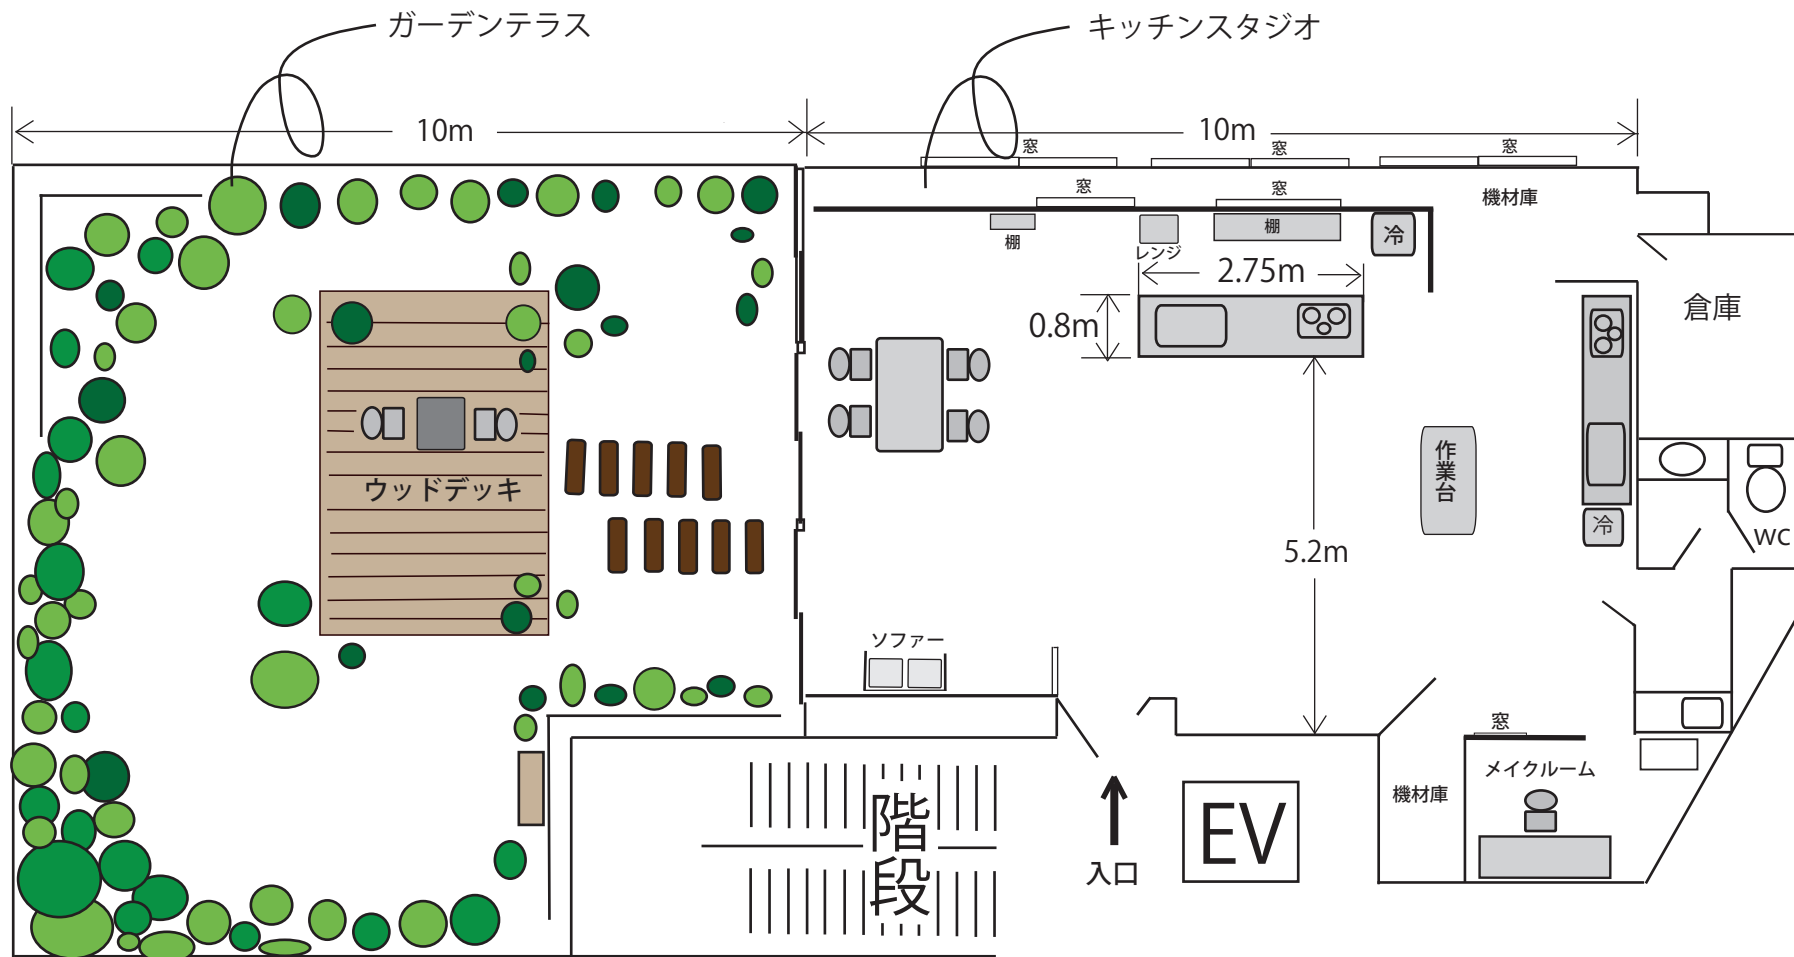 ガーデンテラス
キッチンスタジオ
10m
10m
窓
窓
窓
窓
窓
機材庫
棚
レンジ
棚
冷
2.75m
0.8m
倉庫
作業台
ウッドデッキ
冷
WC
5.2m
ソファー
窓
メイクルーム
機材庫
階段
EV
入口